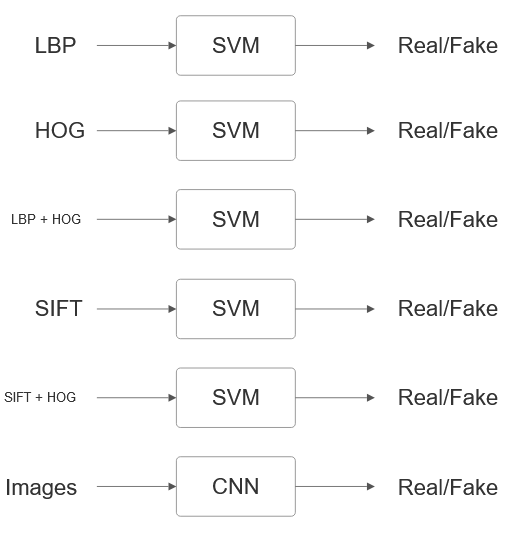 LBP SVM Real/Fake
HOG SVM Real/Fake
LBP + HOG SVM Real/Fake
SIFT SVM Real/Fake
SIFT + HOG SVM Real/Fake
Images CNN Real/Fake